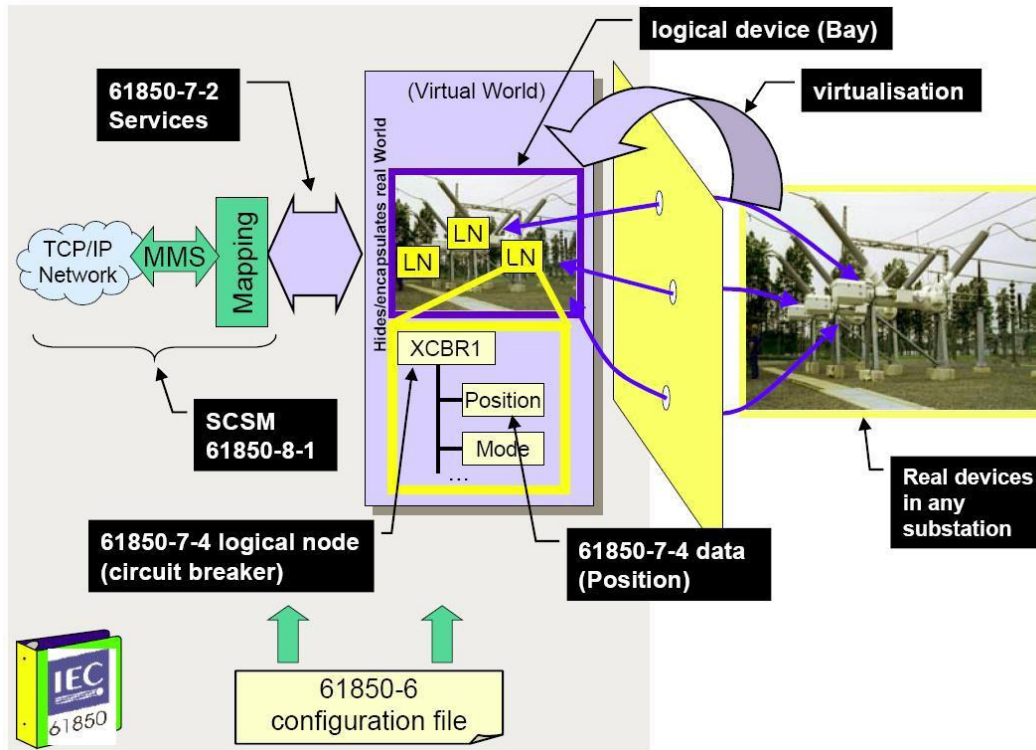 logical device (Bay)
61850-7-2
Services
(Virtual World)
virtualisation
Hides/encapsulates real World
LN
LN
LN
TCP/IP
Network
MMS
Mapping
XCBR1
Position
Mode
...
SCSM
61850-8-1
Real devices
in any
substation
61850-7-4 logical node
(circuit breaker)
61850-7-4 data
(Position)
IEC
61850
61850-6
configuration file